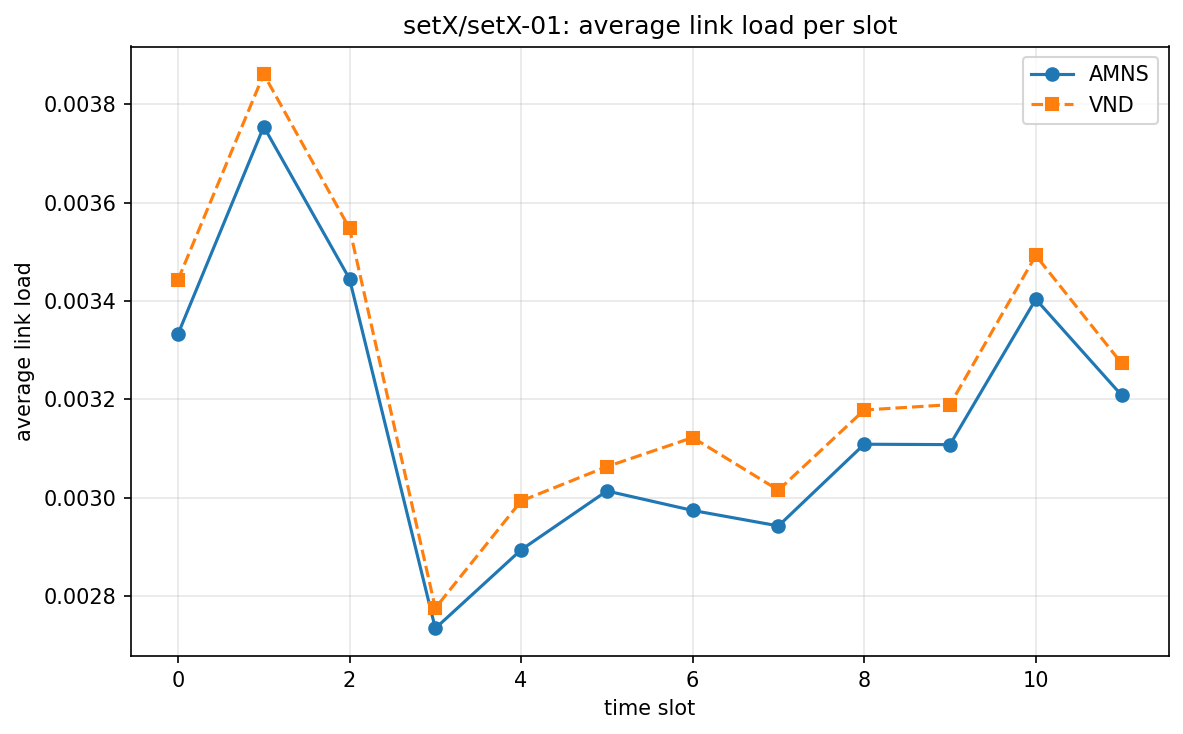 setX/setX-01: average link load per slot
AMNS
VND
average link load
0.0038
0.0036
0.0034
0.0032
0.0030
0.0028
0 2 4 6 8 10
time slot